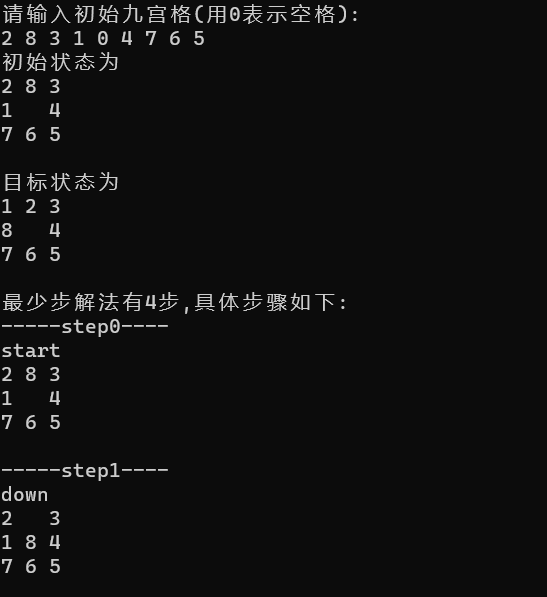 请输入初始九宫格(用0表示空格):
2 8 3 1 0 4 7 6 5
初始状态为
2 8 3
1   4
7 6 5
目标状态为
1 2 3
8   4
7 6 5
最少步解法有4步,具体步骤如下:
-----step0----
start
2 8 3
1   4
7 6 5
-----step1----
down
2   3
1 8 4
7 6 5